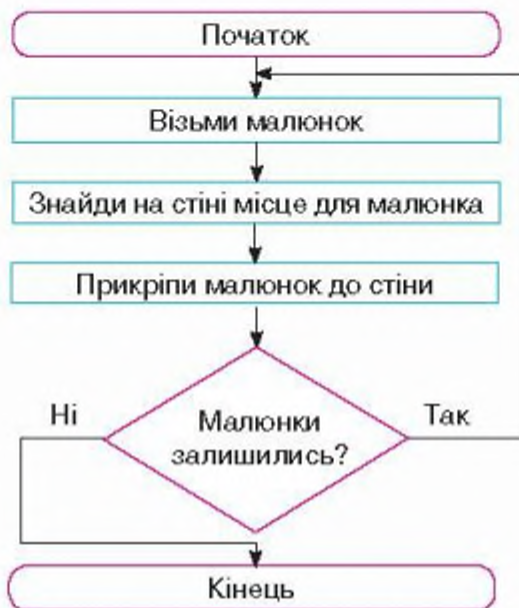 Початок
Візьми малюнок
Знайди на стіні місце для малюнка
Прикріпи малюнок до стіни
Ні
Так
Малюнки
залишились?
Кінець